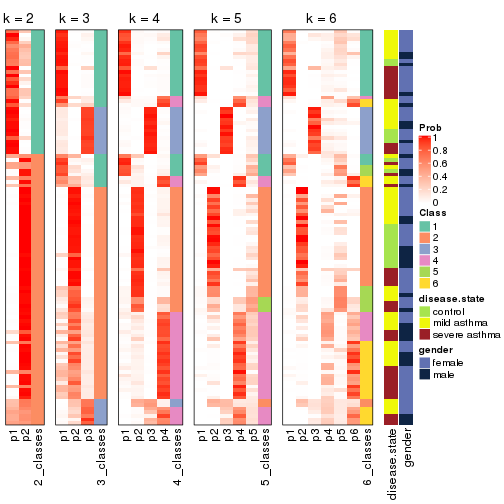 k = 2 k = 3 k = 4 k = 5 k = 6
Prob
1
0.8
0.6
0.4
0.2
0
Class
1
2
3
4
5
6
disease.state
control
mild asthma
severe asthma
gender
female
male
p1 p2 2_classes p1 p2 p3 3_classes p1 p2 p3 p4 4_classes p1 p2 p3 p4 p5 5_classes p1 p2 p3 p4 p5 p6 6_classes disease.state gender